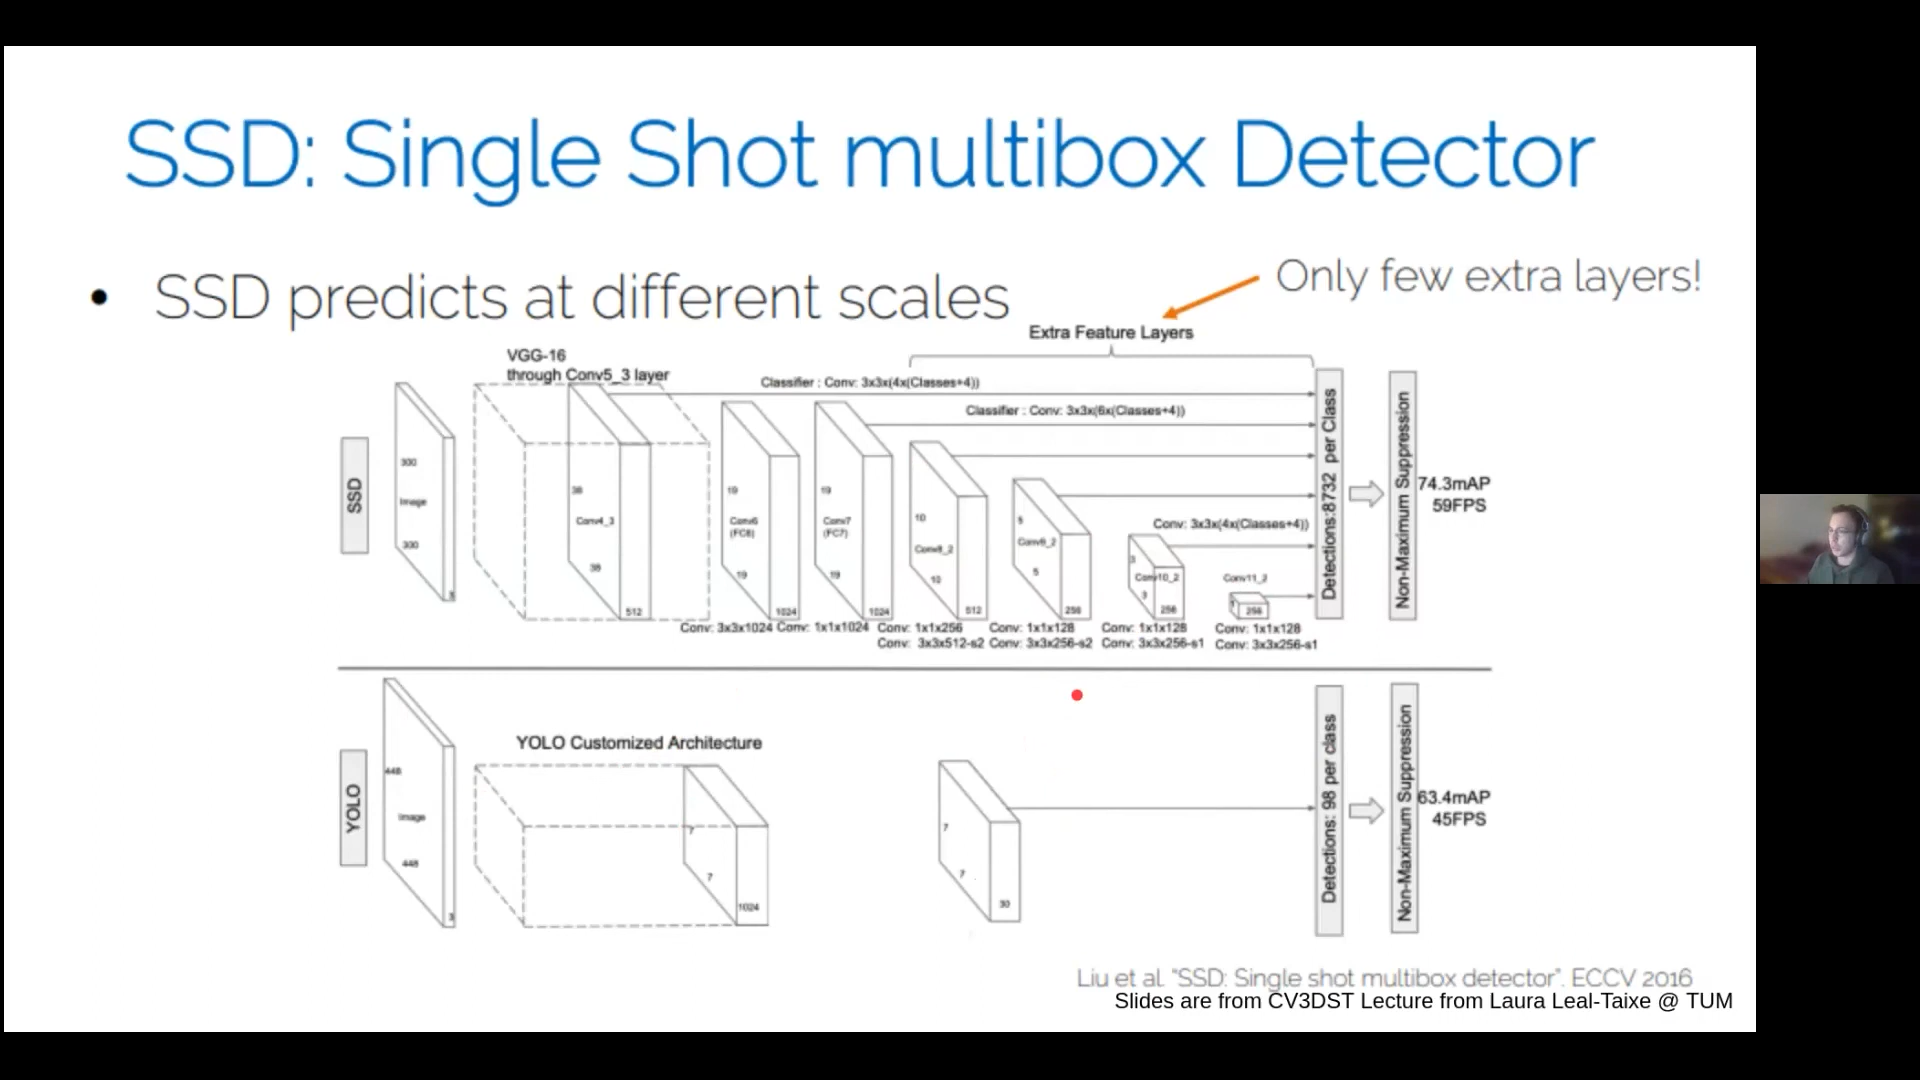 SSD: Single Shot multibox Detector
• SSD predicts at different scales
Only few extra layers!
Extra Feature Layers
VGG-16
through Conv5_3 layer
Classifier : Conv: 3x3x(4x(Classes+4))
Classifier : Conv: 3x3x(6x(Classes+4))
SSD
300
Image
300
3
38
Conv4_3
38
512
19
Conv6
(FC6)
19
1024
19
Conv7
(FC7)
19
1024
10
Conv8_2
10
512
5
Conv9_2
5
256
3
Conv10_2
3
256
Conv11_2
1
256
Conv: 3x3x(4x(Classes+4))
Detections:8732 per Class
Non-Maximum Suppression
74.3mAP
59FPS
Conv: 3x3x1024 Conv: 1x1x1024 Conv: 1x1x256 Conv: 1x1x128 Conv: 1x1x128 Conv: 1x1x128
Conv: 3x3x512-s2 Conv: 3x3x256-s2 Conv: 3x3x256-s1 Conv: 3x3x256-s1
YOLO
448
Image
448
3
YOLO Customized Architecture
7
7
1024
7
7
30
Detections: 98 per class
Non-Maximum Suppression
63.4mAP
45FPS
Liu et al. "SSD: Single shot multibox detector". ECCV 2016
Slides are from CV3DST Lecture from Laura Leal-Taixe @ TUM